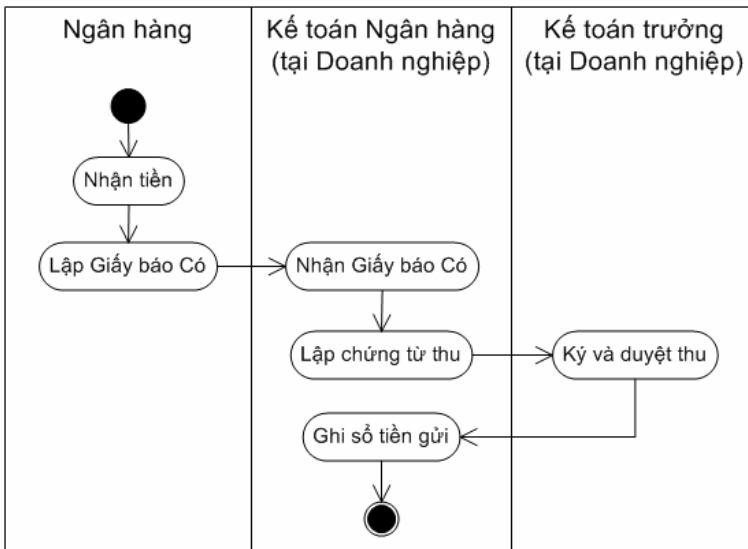 Ngân hàng
Kế toán Ngân hàng
(tại Doanh nghiệp)
Kế toán trưởng
(tại Doanh nghiệp)
Nhận tiền
Lập Giấy báo Có
Nhận Giấy báo Có
Lập chứng từ thu
Ký và duyệt thu
Ghi sổ tiền gửi